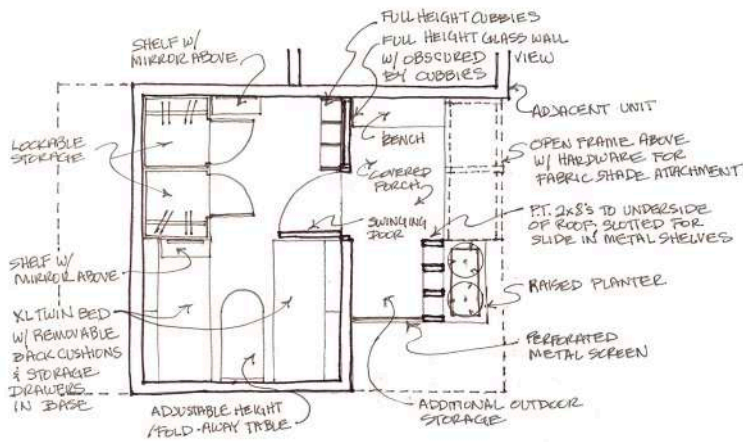 FULL HEIGHT CUBBIES
FULL HEIGHT GLASS WALL
W/ OBSCURED VIEW
BY CUBBIES
SHELF W/
MIRROR ABOVE
ADJACENT UNIT
LOCKABLE
STORAGE
BENCH
COVERED
PORCH
OPEN FRAME ABOVE
W/ HARDWARE FOR
FABRIC SHADE ATTACHMENT
SWINGING
DOOR
P.T. 2x8'S TO UNDERSIDE
OF ROOF, SLOTTED FOR
SLIDE IN METAL SHELVES
SHELF W/
MIRROR ABOVE
RAISED PLANTER
XL TWIN BED
W/ REMOVABLE
BACK CUSHIONS
& STORAGE
DRAWERS
IN BASE
PERFORATED
METAL SCREEN
ADJUSTABLE HEIGHT
/FOLD-AWAY TABLE
ADDITIONAL OUTDOOR
STORAGE